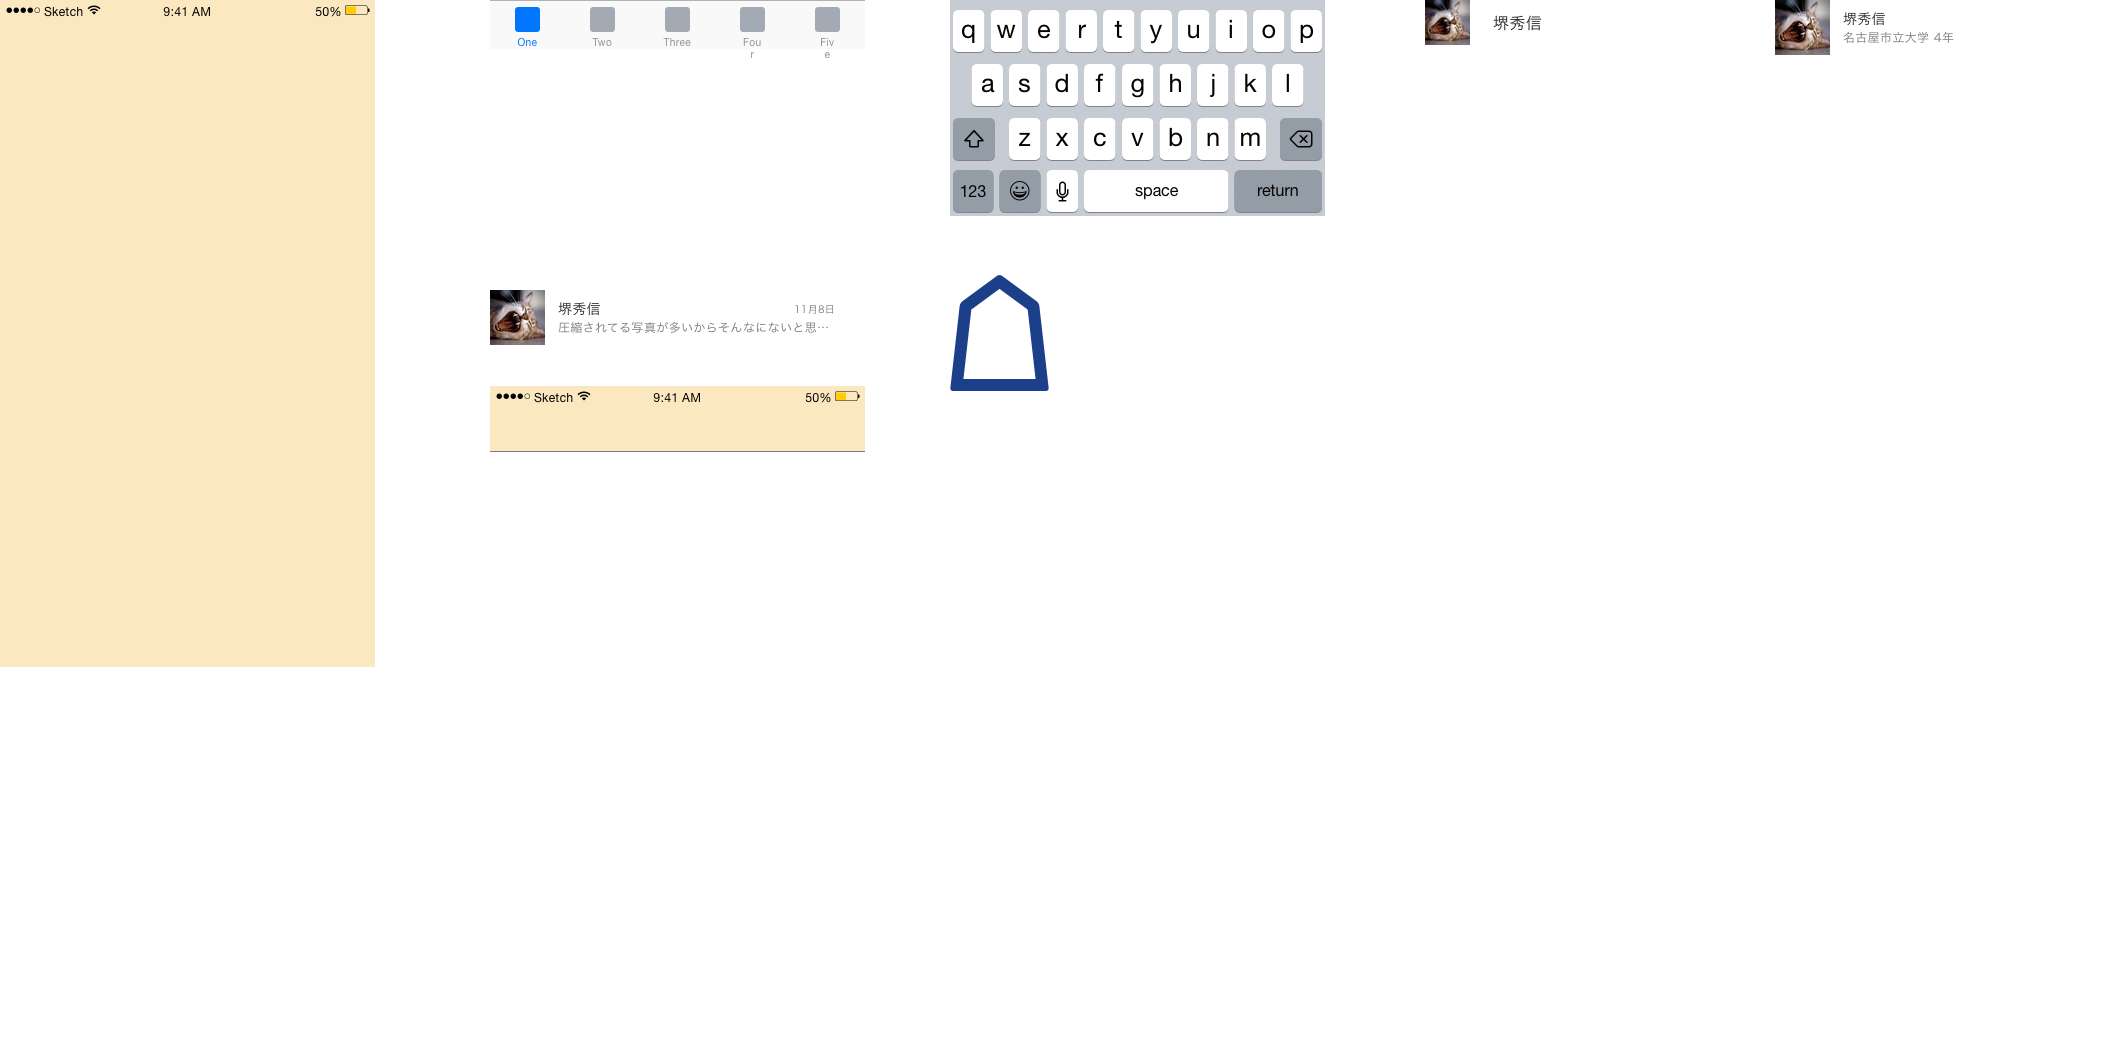 Sketch 9:41 AM 50%
One Two Three Fou
r Fiv
e
q w e r t y u i o p
a s d f g h j k l
z x c v b n m
123 space return
堺秀信
堺秀信
名古屋市立大学 4年
堺秀信 11月8日
圧縮されてる写真が多いからそんなにないと思…
Sketch 9:41 AM 50%